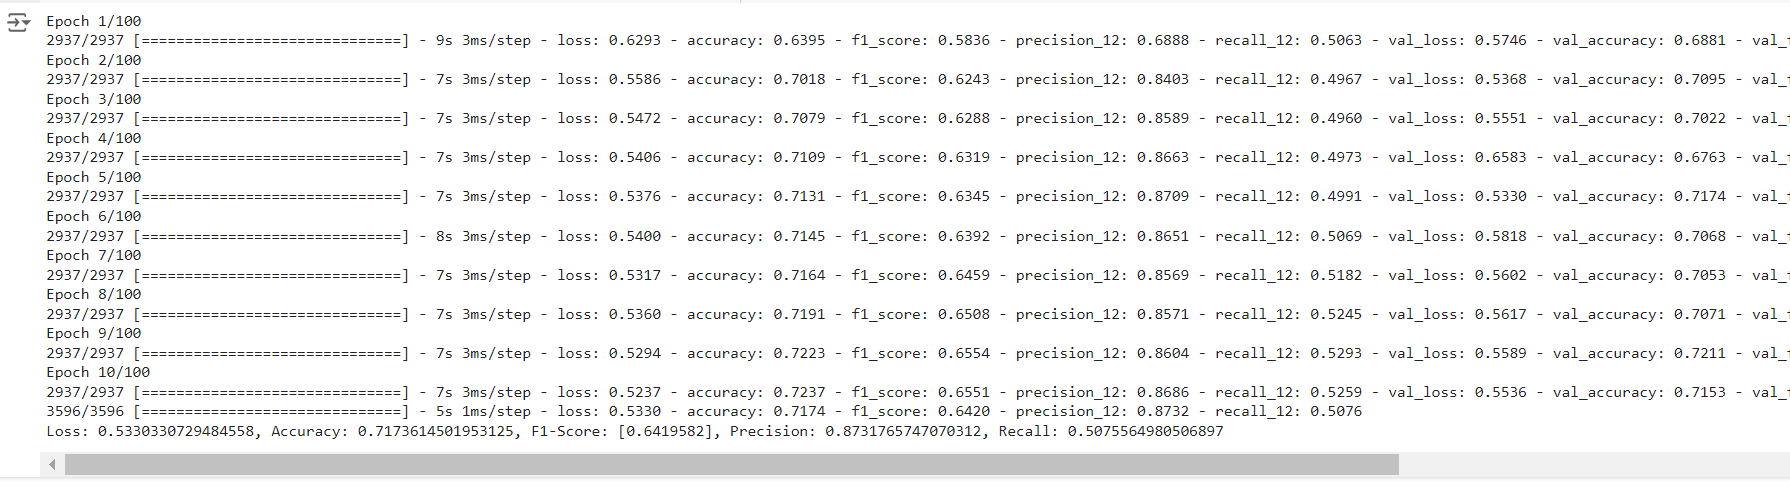 Epoch 1/100
2937/2937 [==============================] - 9s 3ms/step - loss: 0.6293 - accuracy: 0.6395 - f1_score: 0.5836 - precision_12: 0.6888 - recall_12: 0.5063 - val_loss: 0.5746 - val_accuracy: 0.6881 - val_
Epoch 2/100
2937/2937 [==============================] - 7s 3ms/step - loss: 0.5586 - accuracy: 0.7018 - f1_score: 0.6243 - precision_12: 0.8403 - recall_12: 0.4967 - val_loss: 0.5368 - val_accuracy: 0.7095 - val_
Epoch 3/100
2937/2937 [==============================] - 7s 3ms/step - loss: 0.5472 - accuracy: 0.7079 - f1_score: 0.6288 - precision_12: 0.8589 - recall_12: 0.4960 - val_loss: 0.5551 - val_accuracy: 0.7022 - val_
Epoch 4/100
2937/2937 [==============================] - 7s 3ms/step - loss: 0.5406 - accuracy: 0.7109 - f1_score: 0.6319 - precision_12: 0.8663 - recall_12: 0.4973 - val_loss: 0.6583 - val_accuracy: 0.6763 - val_
Epoch 5/100
2937/2937 [==============================] - 7s 3ms/step - loss: 0.5376 - accuracy: 0.7131 - f1_score: 0.6345 - precision_12: 0.8709 - recall_12: 0.4991 - val_loss: 0.5330 - val_accuracy: 0.7174 - val_
Epoch 6/100
2937/2937 [==============================] - 8s 3ms/step - loss: 0.5400 - accuracy: 0.7145 - f1_score: 0.6392 - precision_12: 0.8651 - recall_12: 0.5069 - val_loss: 0.5818 - val_accuracy: 0.7068 - val_
Epoch 7/100
2937/2937 [==============================] - 7s 3ms/step - loss: 0.5317 - accuracy: 0.7164 - f1_score: 0.6459 - precision_12: 0.8569 - recall_12: 0.5182 - val_loss: 0.5602 - val_accuracy: 0.7053 - val_
Epoch 8/100
2937/2937 [==============================] - 7s 3ms/step - loss: 0.5360 - accuracy: 0.7191 - f1_score: 0.6508 - precision_12: 0.8571 - recall_12: 0.5245 - val_loss: 0.5617 - val_accuracy: 0.7071 - val_
Epoch 9/100
2937/2937 [==============================] - 7s 3ms/step - loss: 0.5294 - accuracy: 0.7223 - f1_score: 0.6554 - precision_12: 0.8604 - recall_12: 0.5293 - val_loss: 0.5589 - val_accuracy: 0.7211 - val_
Epoch 10/100
2937/2937 [==============================] - 7s 3ms/step - loss: 0.5237 - accuracy: 0.7237 - f1_score: 0.6551 - precision_12: 0.8686 - recall_12: 0.5259 - val_loss: 0.5536 - val_accuracy: 0.7153 - val_
3596/3596 [==============================] - 5s 1ms/step - loss: 0.5330 - accuracy: 0.7174 - f1_score: 0.6420 - precision_12: 0.8732 - recall_12: 0.5076
Loss: 0.5330330729484558, Accuracy: 0.7173614501953125, F1-Score: [0.6419582], Precision: 0.8731765747070312, Recall: 0.5075564980506897